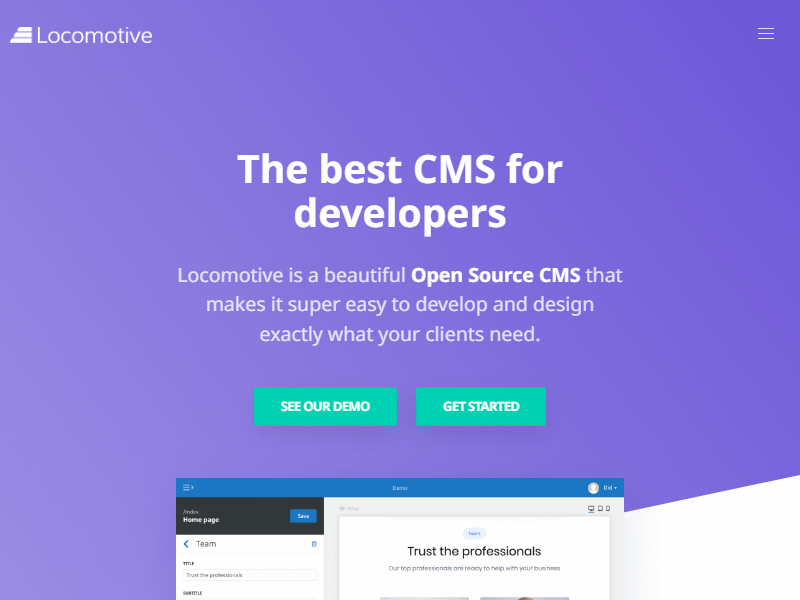 Locomotive
The best CMS for
developers
Locomotive is a beautiful Open Source CMS that
makes it super easy to develop and design
exactly what your clients need.
SEE OUR DEMO
GET STARTED
Demo
Did
/index
Home page
Save
Team
TITLE
Trust the professionals
SUBTITLE
All Sites
Team
Trust the professionals
Our top professionals are ready to help with your business